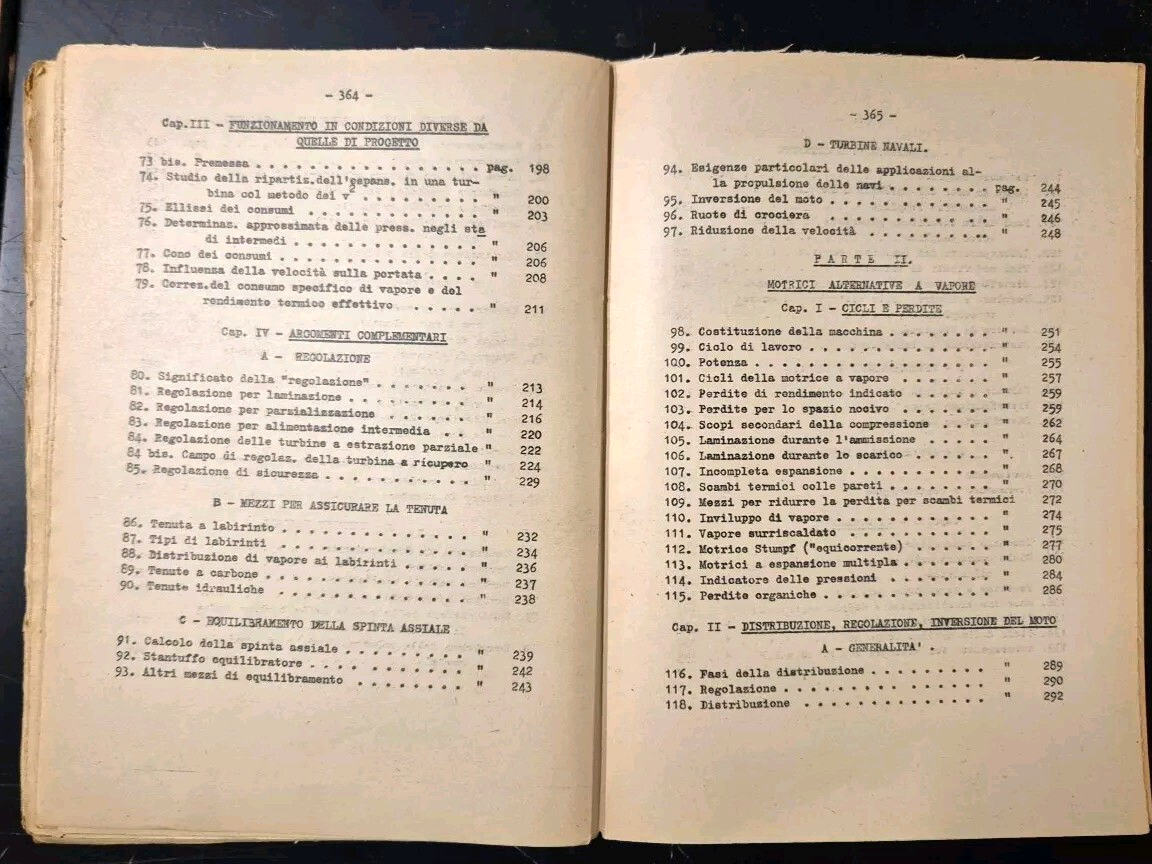 - 364 -
Cap.III - FUNZIONAMENTO IN CONDIZIONI DIVERSE DA
QUELLE DI PROGETTO
73 bis. Premessa . . . . . . . . . . . . . . . . . pag. 198
74. Studio della ripartiz.dell'espans. in una tur-
bina col metodo dei v² . . . . . . . . . " 200
75. Ellissi dei consumi . . . . . . . . . . . . " 203
76. Determinaz. approssimata delle press. negli sta
di intermedi . . . . . . . . . . . . . " 206
77. Cono dei consumi . . . . . . . . . . . . . . " 206
78. Influenza della velocità sulla portata . . . . " 208
79. Correz.del consumo specifico di vapore e del
rendimento termico effettivo . . . . . " 211
Cap. IV - ARGOMENTI COMPLEMENTARI
A - REGOLAZIONE
80. Significato della "regolazione" . . . . . . . " 213
81. Regolazione per laminazione . . . . . . . . . " 214
82. Regolazione per parzializzazione . . . . . . " 216
83. Regolazione per alimentazione intermedia . . " 220
84. Regolazione delle turbine a estrazione parziale " 222
84 bis. Campo di regolaz. della turbina a ricupero " 224
85. Regolazione di sicurezza . . . . . . . . . . . " 229
B - MEZZI PER ASSICURARE LA TENUTA
86. Tenuta a labirinto . . . . . . . . . . . . . . " 232
87. Tipi di labirinti . . . . . . . . . . . . . . " 234
88. Distribuzione di vapore ai labirinti . . . . . " 236
89. Tenute a carbone . . . . . . . . . . . . . . . " 237
90. Tenute idrauliche . . . . . . . . . . . . . . " 238
C - EQUILIBRAMENTO DELLA SPINTA ASSIALE
91. Calcolo della spinta assiale . . . . . . . . . " 239
92. Stantuffo equilibratore . . . . . . . . . . . . " 242
93. Altri mezzi di equilibramento . . . . . . . . " 243
- 365 -
D - TURBINE NAVALI.
94. Esigenze particolari delle applicazioni al-
la propulsione delle navi . . . . . . . . pag. 244
95. Inversione del moto . . . . . . . . . . . . . " 245
96. Ruote di crociera . . . . . . . . . . . . . " 246
97. Riduzione della velocità . . . . . . . . . . " 248
PARTE II.
MOTRICI ALTERNATIVE A VAPORE
Cap. I - CICLI E PERDITE
98. Costituzione della macchina . . . . . . . . " 251
99. Ciclo di lavoro . . . . . . . . . . . . . . " 254
100. Potenza . . . . . . . . . . . . . . . . . . " 255
101. Cicli della motrice a vapore . . . . . . . " 257
102. Perdite di rendimento indicato . . . . . . " 259
103. Perdite per lo spazio nocivo . . . . . . . " 259
104. Scopi secondari della compressione . . . . " 262
105. Laminazione durante l'ammissione . . . . . " 264
106. Laminazione durante lo scarico . . . . . . " 267
107. Incompleta espansione . . . . . . . . . . . " 268
108. Scambi termici colle pareti . . . . . . . . " 270
109. Mezzi per ridurre la perdita per scambi termici 272
110. Inviluppo di vapore . . . . . . . . . . . . " 274
111. Vapore surriscaldato . . . . . . . . . . . " 275
112. Motrice Stumpf ("equicorrente) . . . . . . " 277
113. Motrici a espansione multipla . . . . . . . " 280
114. Indicatore delle pressioni . . . . . . . . " 284
115. Perdite organiche . . . . . . . . . . . . . " 286
Cap. II - DISTRIBUZIONE, REGOLAZIONE, INVERSIONE DEL MOTO
A - GENERALITA' .
116. Fasi della distribuzione . . . . . . . . . " 289
117. Regolazione . . . . . . . . . . . . . . . " 290
118. Distribuzione . . . . . . . . . . . . . . " 292